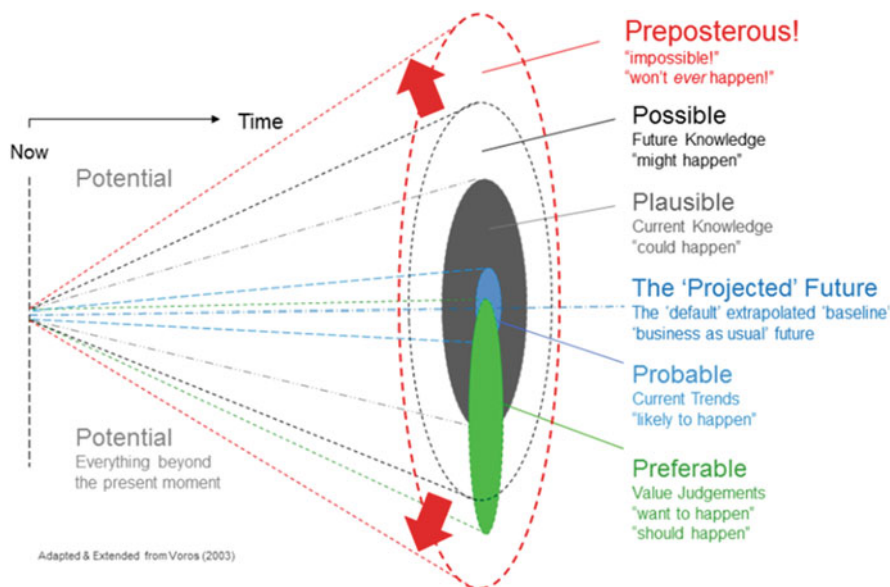 Preposterous!
"impossible!"
"won't ever happen!"
Time
Now
Potential
Possible
Future Knowledge
"might happen"
Plausible
Current Knowledge
"could happen"
The 'Projected' Future
The 'default' extrapolated 'baseline'
'business as usual' future
Probable
Current Trends
"likely to happen"
Potential
Everything beyond
the present moment
Preferable
Value Judgements
"want to happen"
"should happen"
Adapted & Extended from Voros (2003)